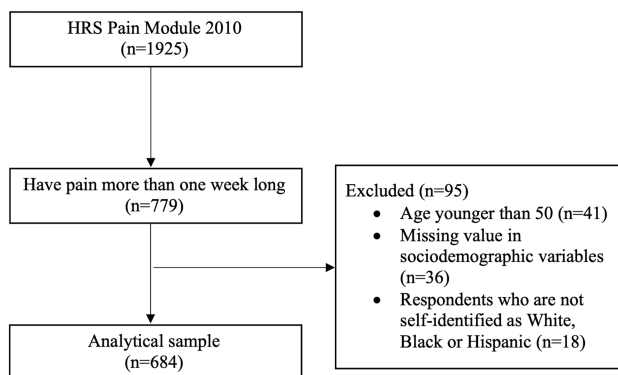 HRS Pain Module 2010
(n=1925)
Have pain more than one week long
(n=779)
Excluded (n=95)
• Age younger than 50 (n=41)
• Missing value in
sociodemographic variables
(n=36)
• Respondents who are not
self-identified as White,
Black or Hispanic (n=18)
Analytical sample
(n=684)